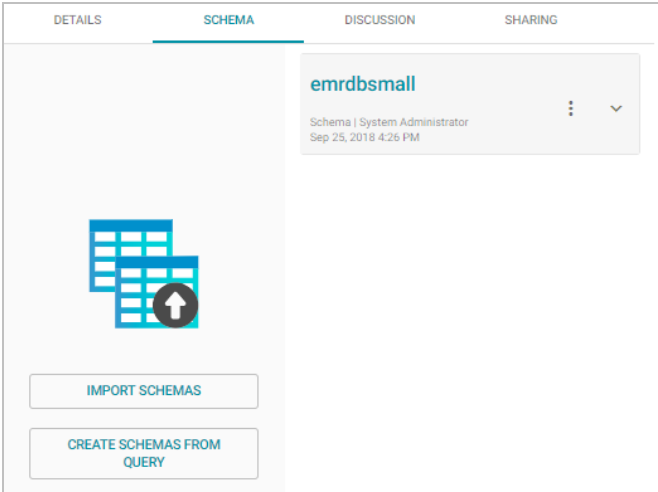 DETAILS
SCHEMA
DISCUSSION
SHARING
emrdbsmall
Schema | System Administrator
Sep 25, 2018 4:26 PM
IMPORT SCHEMAS
CREATE SCHEMAS FROM
QUERY